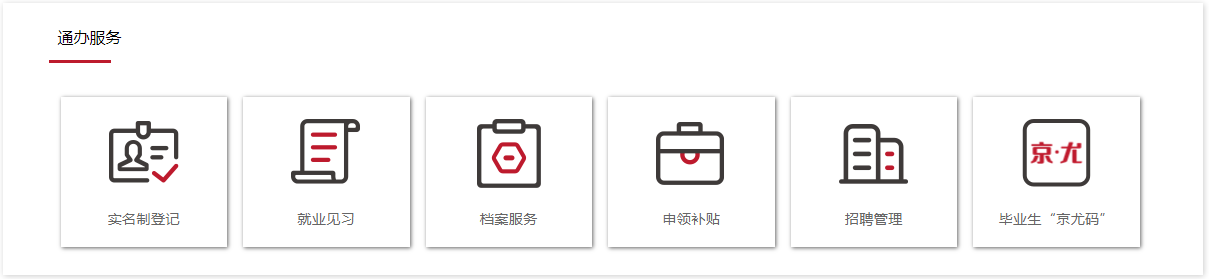 通办服务
京·尤
实名制登记
就业见习
档案服务
申领补贴
招聘管理
毕业生“京尤码”